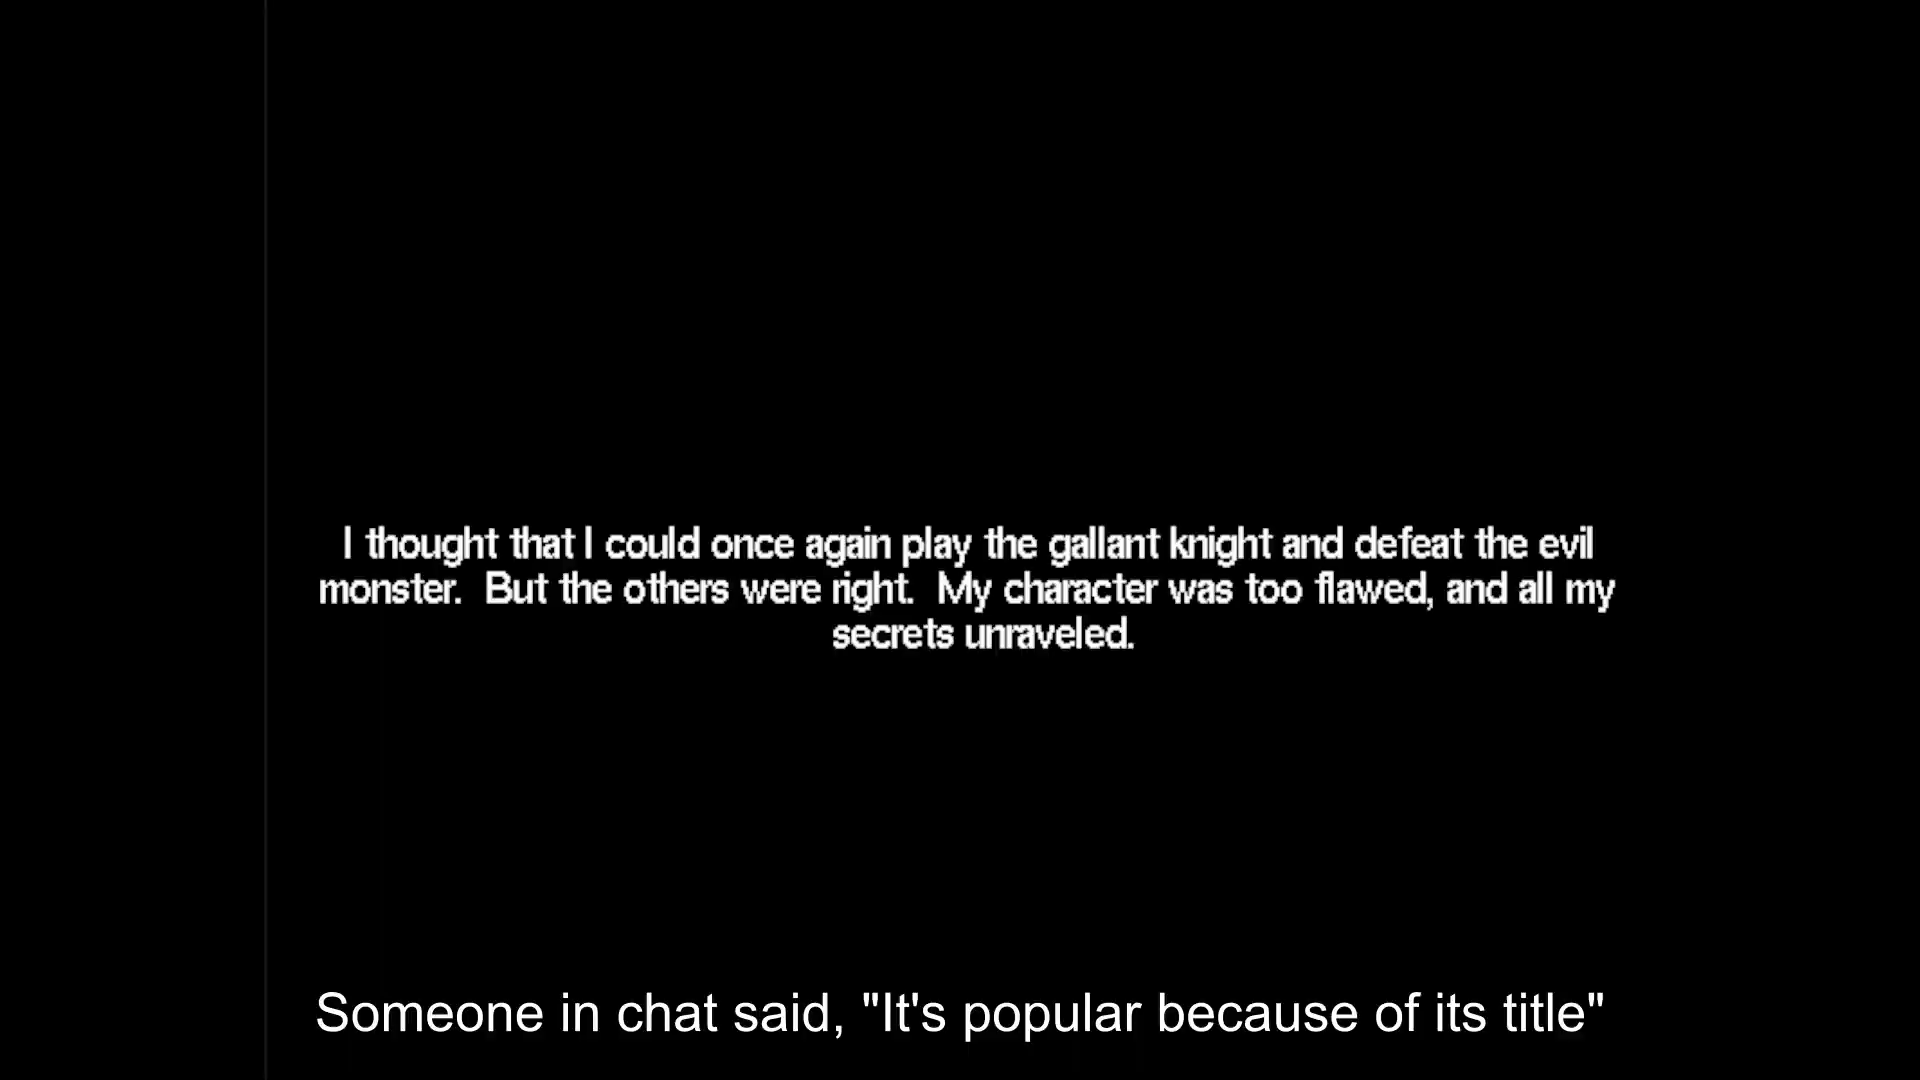 I thought that I could once again play the gallant knight and defeat the evil
monster.  But the others were right.  My character was too flawed, and all my
secrets unraveled.
Someone in chat said, "It's popular because of its title"